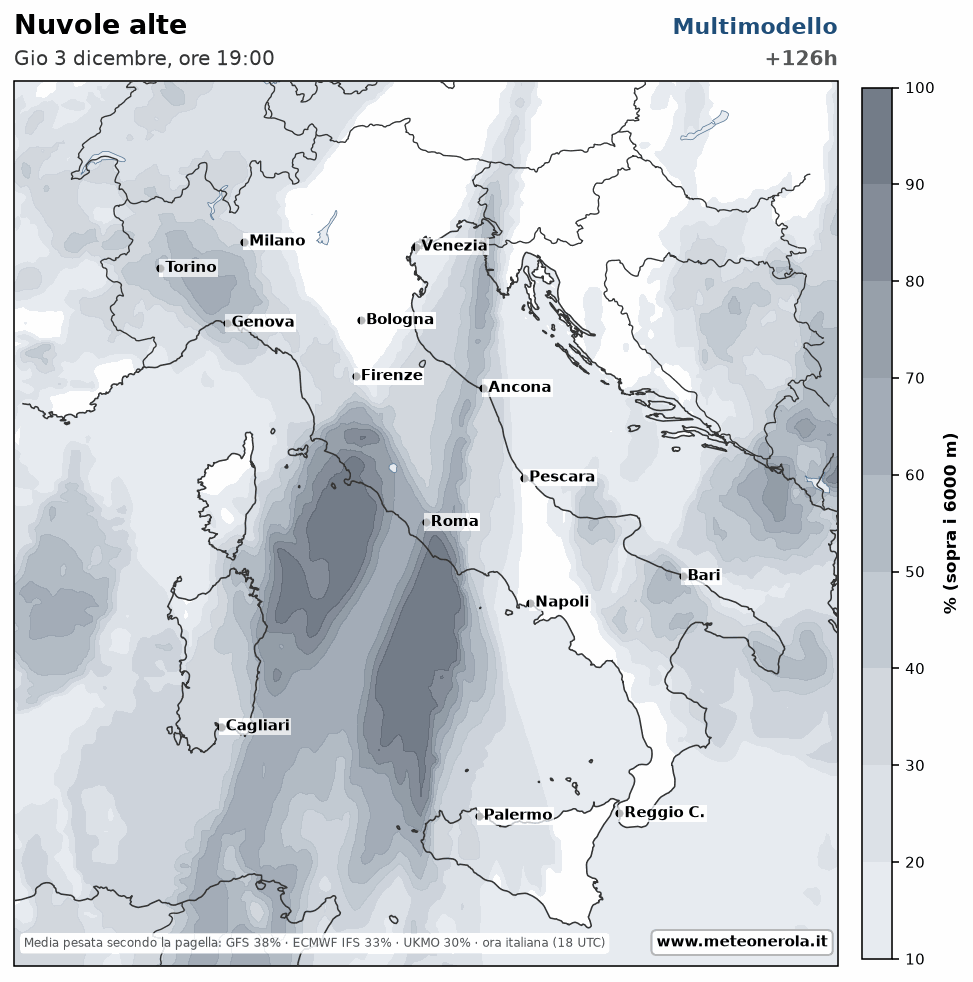 Nuvole alte
Multimodello
Gio 3 dicembre, ore 19:00
+126h
Milano
Venezia
Torino
Genova
Bologna
Firenze
Ancona
Pescara
Roma
Bari
Napoli
Cagliari
Palermo
Reggio C.
100
90
80
70
60
50
40
30
20
10
% (sopra i 6000 m)
Media pesata secondo la pagella: GFS 38% · ECMWF IFS 33% · UKMO 30% · ora italiana (18 UTC)
www.meteonerola.it